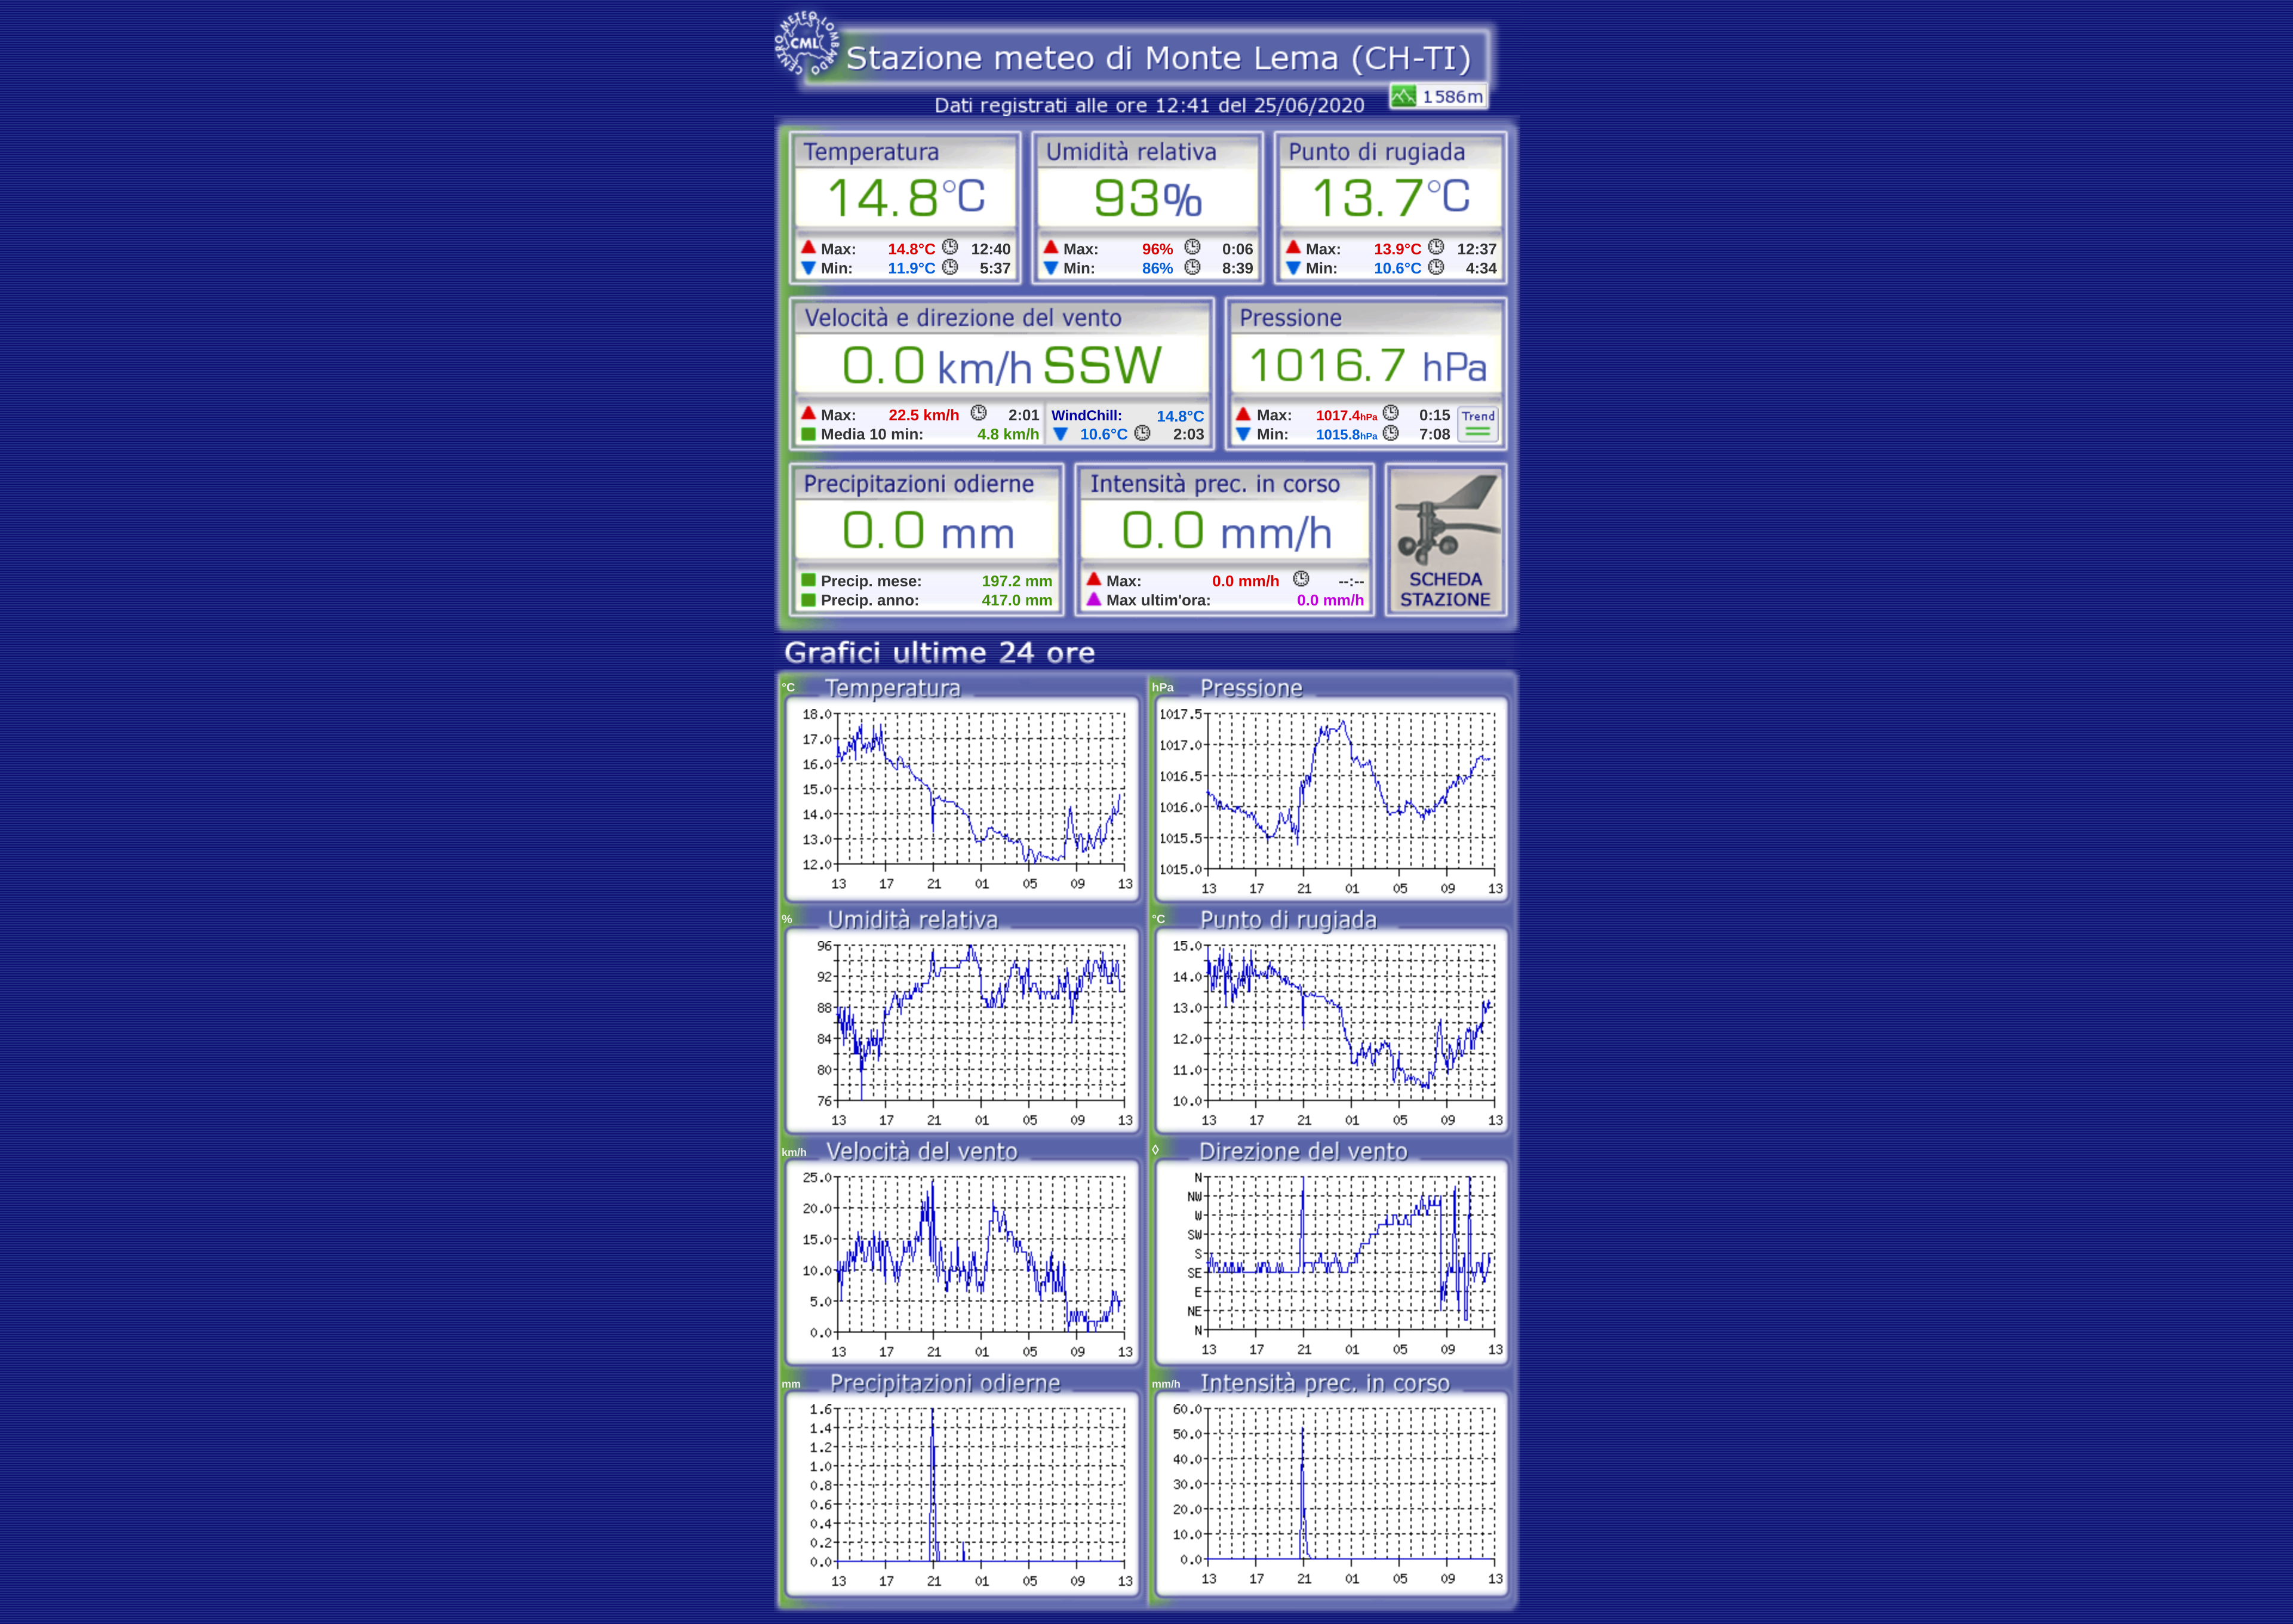 CENTRO METEO LOMBARDO
CML
Stazione meteo di Monte Lema (CH-TI)
1586m
Dati registrati alle ore 12:41 del 25/06/2020
Temperatura
14.8°C
Max: 14.8°C 12:40
Min: 11.9°C 5:37
Umidità relativa
93%
Max: 96% 0:06
Min: 86% 8:39
Punto di rugiada
13.7°C
Max: 13.9°C 12:37
Min: 10.6°C 4:34
Velocità e direzione del vento
0.0 km/h SSW
Max: 22.5 km/h 2:01
Media 10 min: 4.8 km/h
WindChill: 14.8°C
10.6°C 2:03
Pressione
1016.7 hPa
Max: 1017.4hPa 0:15
Min: 1015.8hPa 7:08
Trend
Precipitazioni odierne
0.0 mm
Precip. mese: 197.2 mm
Precip. anno: 417.0 mm
Intensità prec. in corso
0.0 mm/h
Max: 0.0 mm/h --:--
Max ultim'ora: 0.0 mm/h
SCHEDA
STAZIONE
Grafici ultime 24 ore
°C Temperatura
18.0
17.0
16.0
15.0
14.0
13.0
12.0
13 17 21 01 05 09 13
hPa Pressione
1017.5
1017.0
1016.5
1016.0
1015.5
1015.0
13 17 21 01 05 09 13
% Umidità relativa
96
92
88
84
80
76
13 17 21 01 05 09 13
°C Punto di rugiada
15.0
14.0
13.0
12.0
11.0
10.0
13 17 21 01 05 09 13
km/h Velocità del vento
25.0
20.0
15.0
10.0
5.0
0.0
13 17 21 01 05 09 13
◊ Direzione del vento
N
NW
W
SW
S
SE
E
NE
N
13 17 21 01 05 09 13
mm Precipitazioni odierne
1.6
1.4
1.2
1.0
0.8
0.6
0.4
0.2
0.0
13 17 21 01 05 09 13
mm/h Intensità prec. in corso
60.0
50.0
40.0
30.0
20.0
10.0
0.0
13 17 21 01 05 09 13